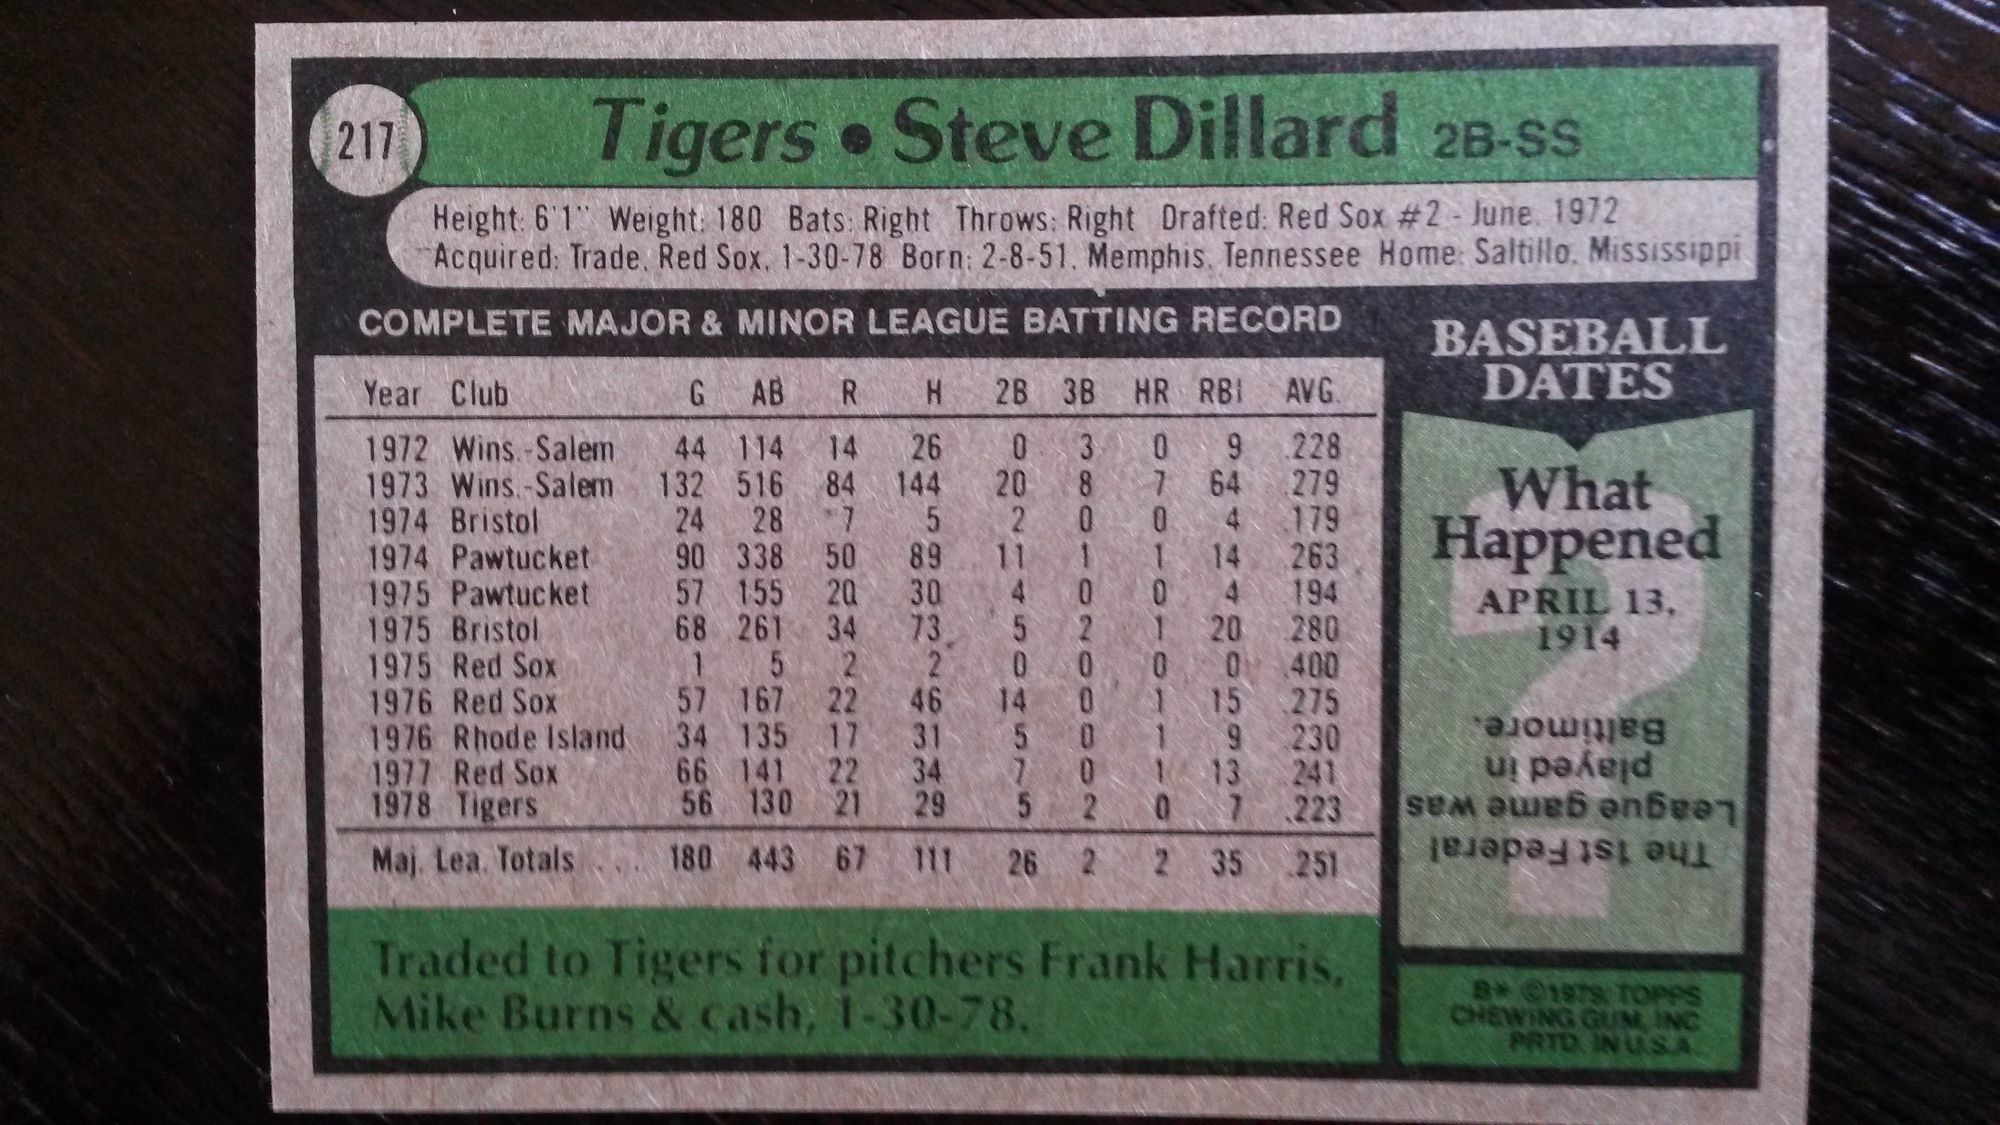 217
Tigers • Steve Dillard 2B-SS
Height: 6'1" Weight: 180 Bats: Right Throws: Right Drafted: Red Sox #2 - June, 1972
Acquired: Trade, Red Sox, 1-30-78 Born: 2-8-51, Memphis, Tennessee Home: Saltillo, Mississippi
COMPLETE MAJOR & MINOR LEAGUE BATTING RECORD
Year Club G AB R H 2B 3B HR RBI AVG.
1972 Wins.-Salem 44 114 14 26 0 3 0 9 .228
1973 Wins.-Salem 132 516 84 144 20 8 7 64 .279
1974 Bristol 24 28 7 5 2 0 0 4 .179
1974 Pawtucket 90 338 50 89 11 1 1 14 .263
1975 Pawtucket 57 155 20 30 4 0 0 4 .194
1975 Bristol 68 261 34 73 5 2 1 20 .280
1975 Red Sox 1 5 2 2 0 0 0 0 .400
1976 Red Sox 57 167 22 46 14 0 1 15 .275
1976 Rhode Island 34 135 17 31 5 0 1 9 .230
1977 Red Sox 66 141 22 34 7 0 1 13 .241
1978 Tigers 56 130 21 29 5 2 0 7 .223
Maj. Lea. Totals . . . 180 443 67 111 26 2 2 35 .251
Traded to Tigers for pitchers Frank Harris,
Mike Burns & cash, 1-30-78.
BASEBALL
DATES
What
Happened
APRIL 13,
1914
The 1st Federal
League game was
played in
Baltimore.
B* ©1979, TOPPS
CHEWING GUM, INC
PRTD. IN U.S.A.